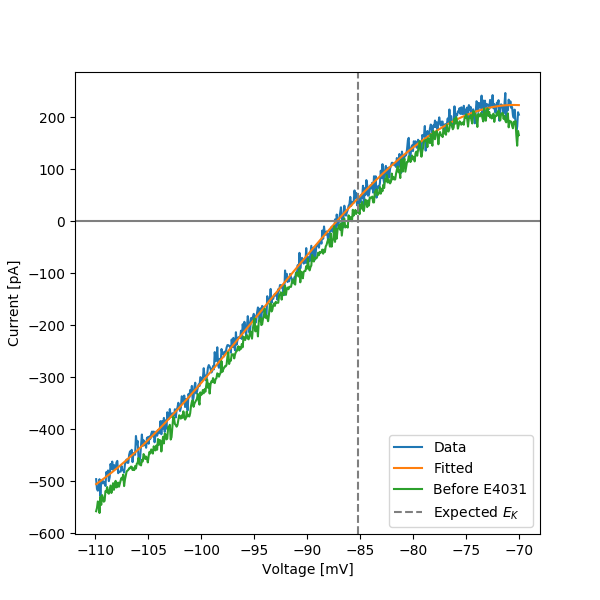 200
100
0
−100
−200
−300
−400
−500
−600
Current [pA]
Data
Fitted
Before E4031
Expected $E_K$
−110 −105 −100 −95 −90 −85 −80 −75 −70
Voltage [mV]